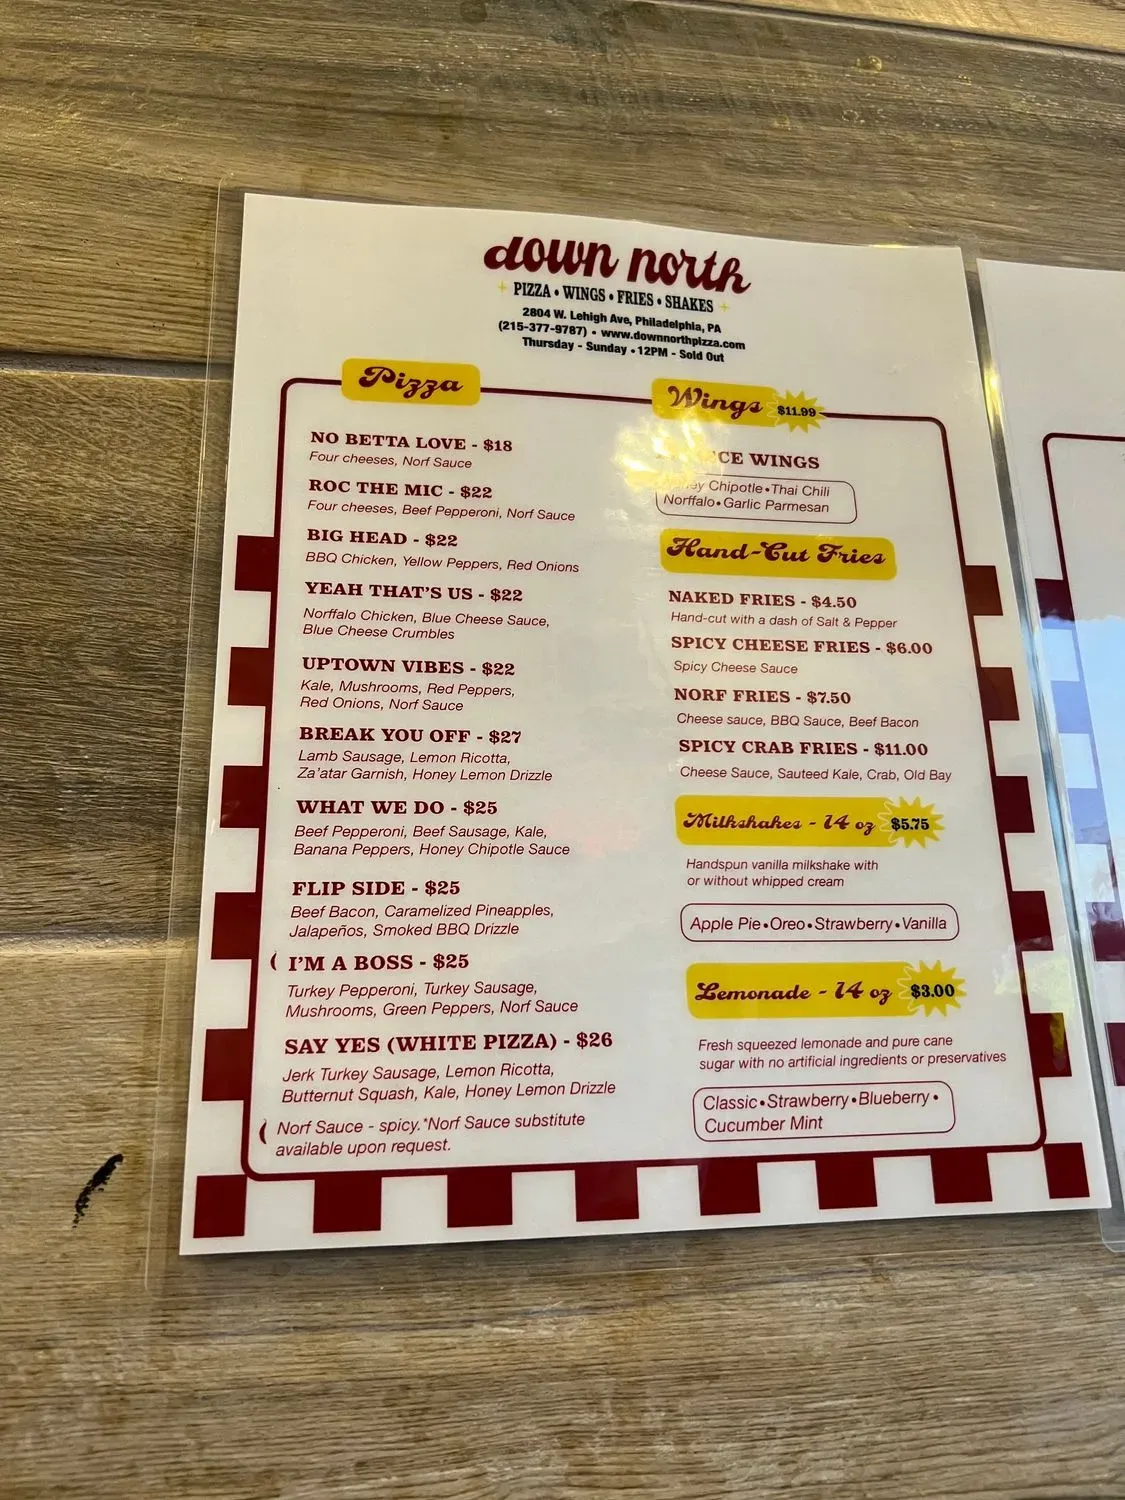 down north
PIZZA • WINGS • FRIES • SHAKES
2804 W. Lehigh Ave, Philadelphia, PA
(215-377-9787) • www.downnorthpizza.com
Thursday - Sunday • 12PM - Sold Out
Pizza
NO BETTA LOVE - $18
Four cheeses, Norf Sauce
ROC THE MIC - $22
Four cheeses, Beef Pepperoni, Norf Sauce
BIG HEAD - $22
BBQ Chicken, Yellow Peppers, Red Onions
YEAH THAT'S US - $22
Norffalo Chicken, Blue Cheese Sauce,
Blue Cheese Crumbles
UPTOWN VIBES - $22
Kale, Mushrooms, Red Peppers,
Red Onions, Norf Sauce
BREAK YOU OFF - $27
Lamb Sausage, Lemon Ricotta,
Za'atar Garnish, Honey Lemon Drizzle
WHAT WE DO - $25
Beef Pepperoni, Beef Sausage, Kale,
Banana Peppers, Honey Chipotle Sauce
FLIP SIDE - $25
Beef Bacon, Caramelized Pineapples,
Jalapeños, Smoked BBQ Drizzle
I'M A BOSS - $25
Turkey Pepperoni, Turkey Sausage,
Mushrooms, Green Peppers, Norf Sauce
SAY YES (WHITE PIZZA) - $26
Jerk Turkey Sausage, Lemon Ricotta,
Butternut Squash, Kale, Honey Lemon Drizzle
Norf Sauce - spicy.*Norf Sauce substitute
available upon request.
Wings $11.99
WINGS
Chipotle • Thai Chili
Norffalo • Garlic Parmesan
Hand-Cut Fries
NAKED FRIES - $4.50
Hand-cut with a dash of Salt & Pepper
SPICY CHEESE FRIES - $6.00
Spicy Cheese Sauce
NORF FRIES - $7.50
Cheese sauce, BBQ Sauce, Beef Bacon
SPICY CRAB FRIES - $11.00
Cheese Sauce, Sauteed Kale, Crab, Old Bay
Milkshakes - 14 oz $5.75
Handspun vanilla milkshake with
or without whipped cream
Apple Pie • Oreo • Strawberry • Vanilla
Lemonade - 14 oz $3.00
Fresh squeezed lemonade and pure cane
sugar with no artificial ingredients or preservatives
Classic • Strawberry • Blueberry •
Cucumber Mint